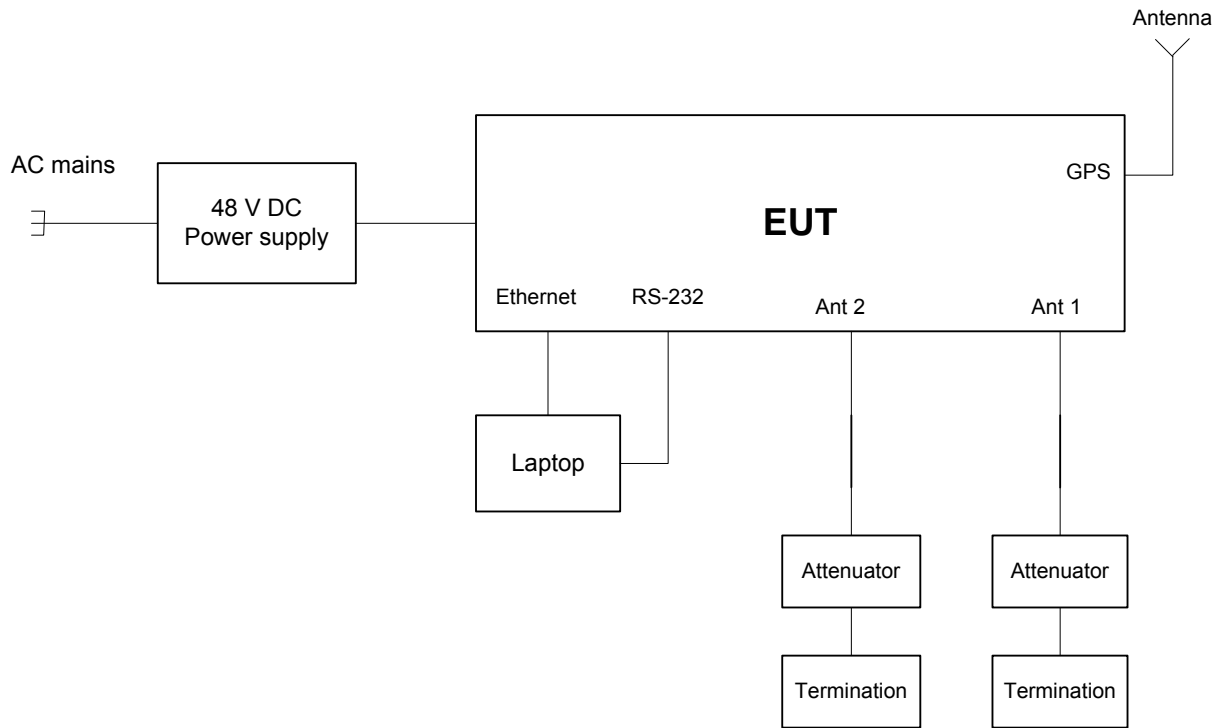 Antenna
AC mains
48 V DC
Power supply
GPS
EUT
Ethernet
RS-232
Ant 2
Ant 1
Laptop
Attenuator
Attenuator
Termination
Termination